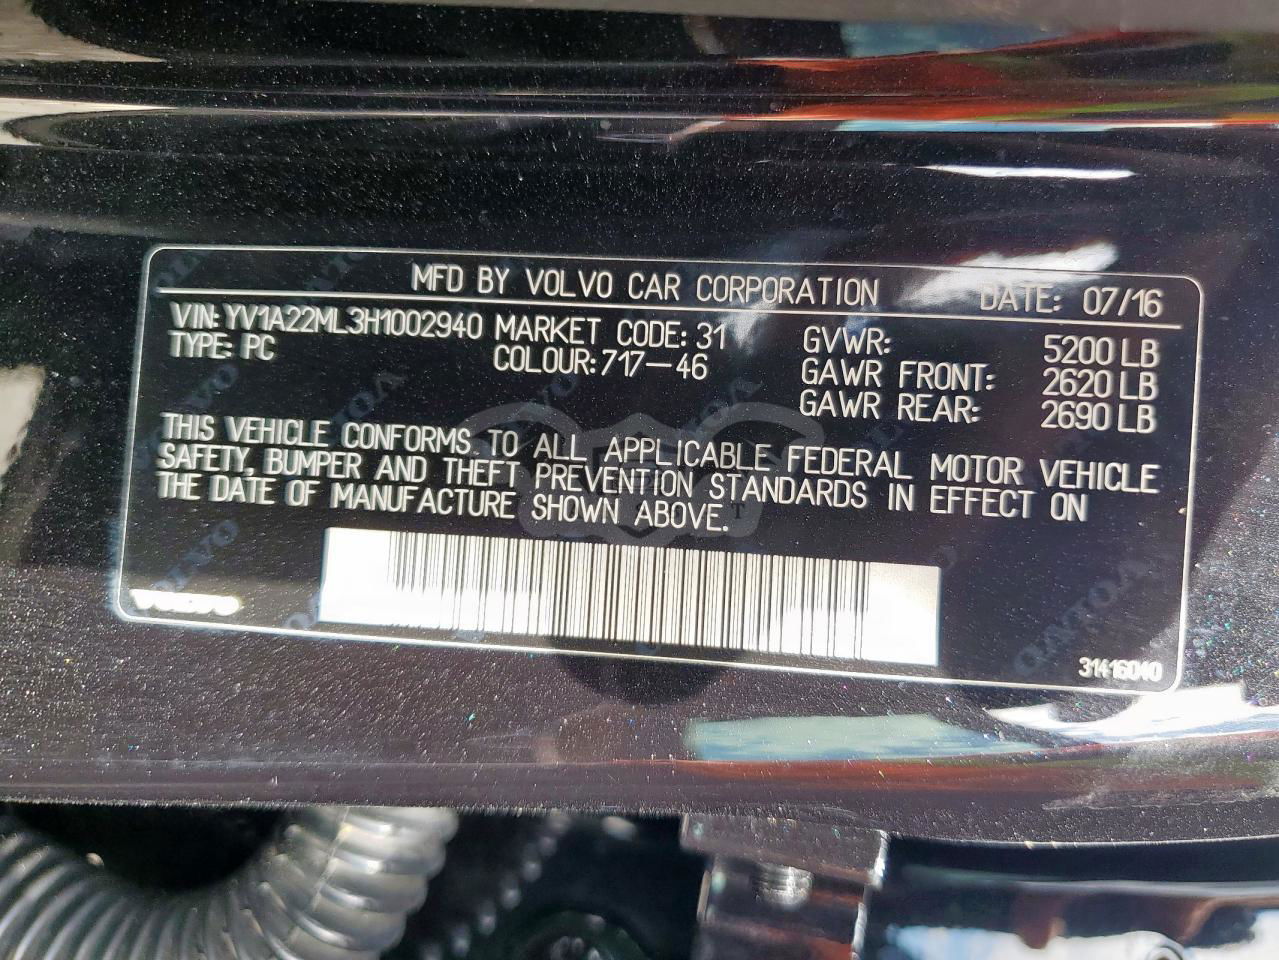 MFD BY VOLVO CAR CORPORATION DATE: 07/16
VIN: YV1A22ML3H1002940 MARKET CODE: 31 GVWR: 5200 LB
TYPE: PC COLOUR: 717-46 GAWR FRONT: 2620 LB
GAWR REAR: 2690 LB
THIS VEHICLE CONFORMS TO ALL APPLICABLE FEDERAL MOTOR VEHICLE
SAFETY, BUMPER AND THEFT PREVENTION STANDARDS IN EFFECT ON
THE DATE OF MANUFACTURE SHOWN ABOVE.
VOLVO
31416040